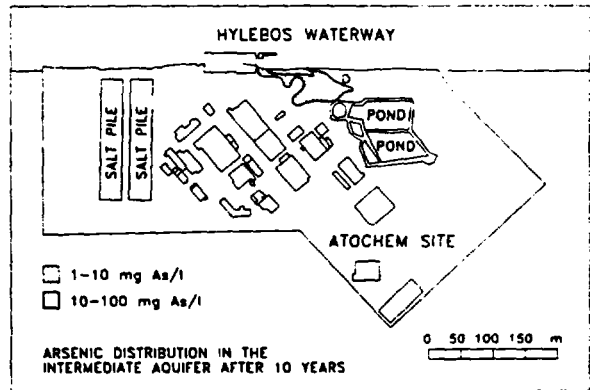 HYLEBOS WATERWAY
SALT PILE
SALT PILE
POND
POND
ATOCHEM SITE
1-10 mg As/l
10-100 mg As/l
ARSENIC DISTRIBUTION IN THE
INTERMEDIATE AQUIFER AFTER 10 YEARS
0 50 100 150 m